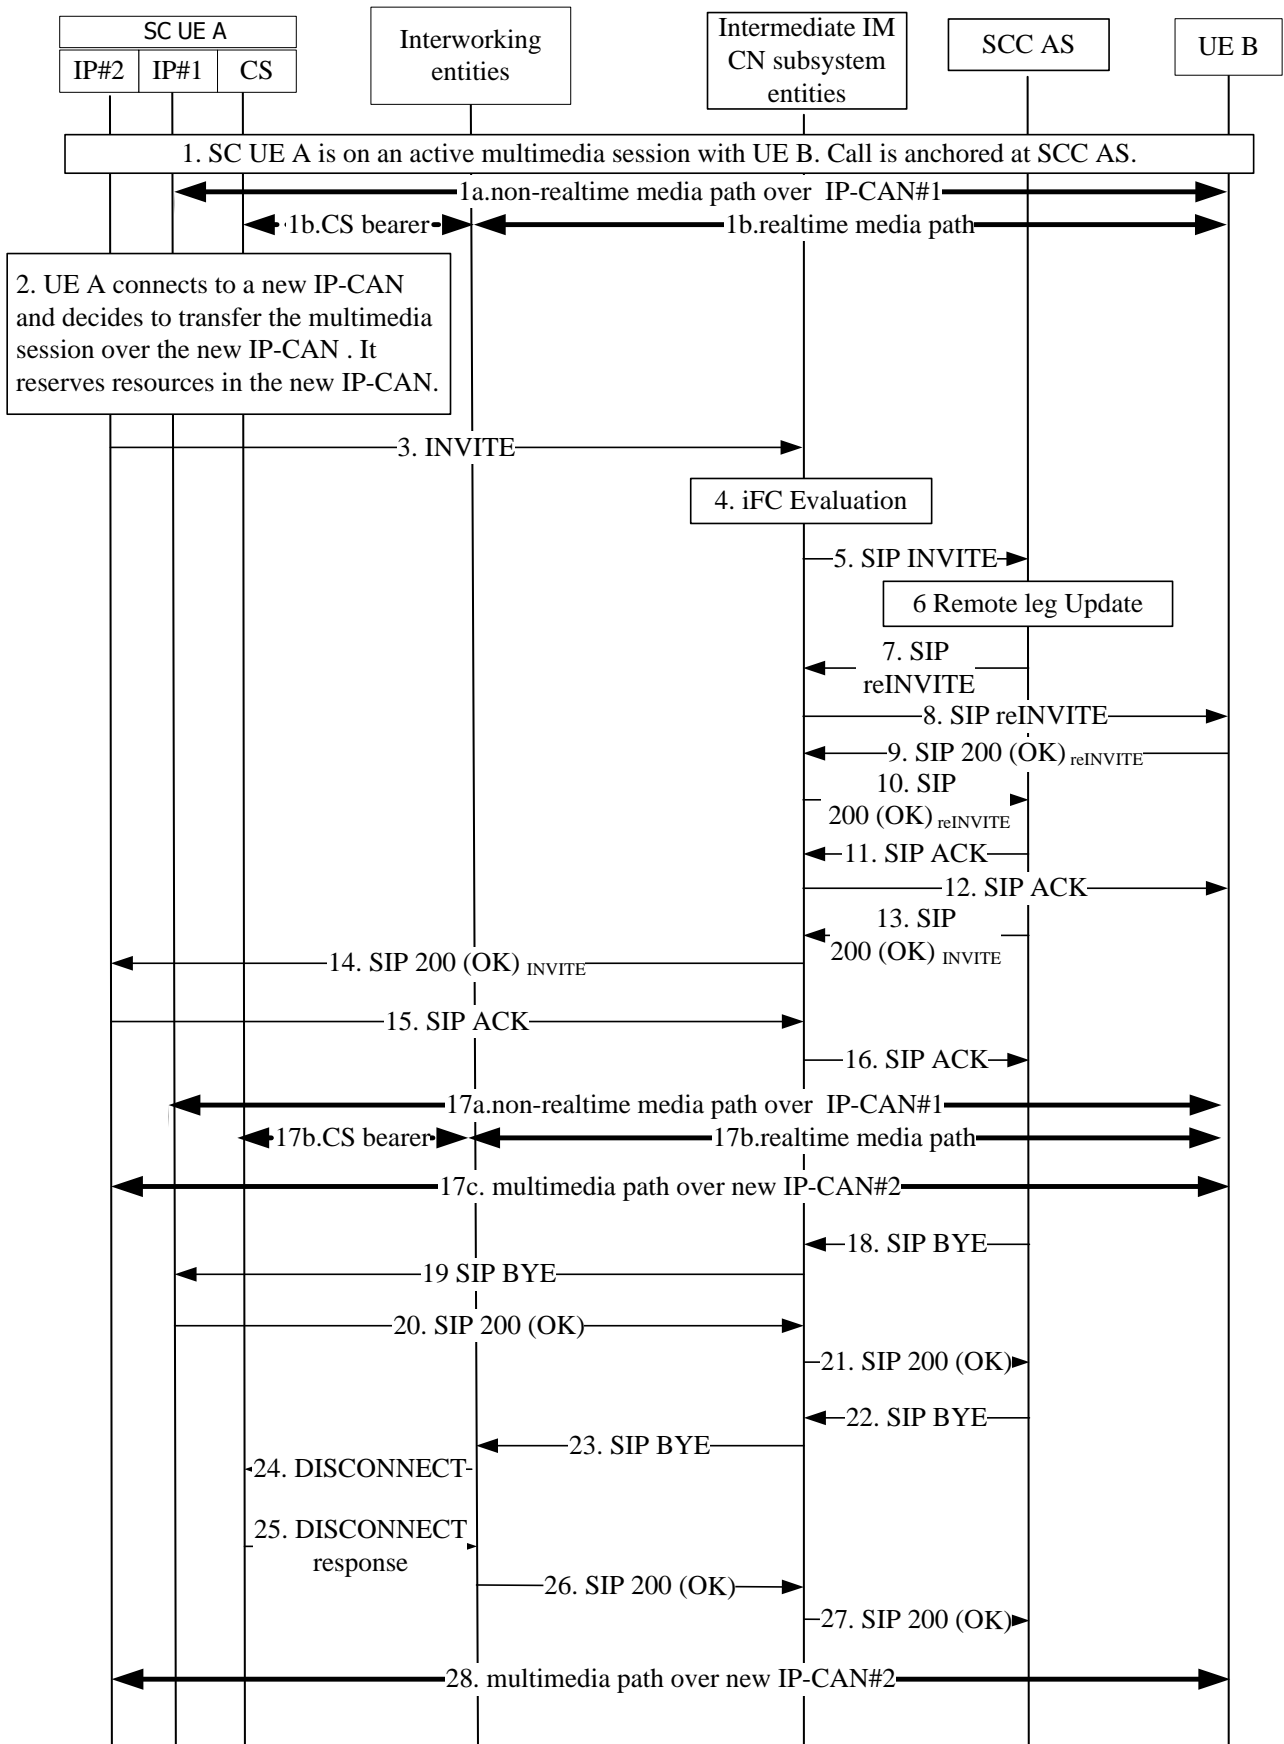 SC UE A
IP#2
IP#1
CS
Interworking
entities
Intermediate IM
CN subsystem
entities
SCC AS
UE B
1. SC UE A is on an active multimedia session with UE B. Call is anchored at SCC AS.
1a.non-realtime media path over IP-CAN#1
1b.CS bearer
1b.realtime media path
2. UE A connects to a new IP-CAN
and decides to transfer the multimedia
session over the new IP-CAN . It
reserves resources in the new IP-CAN.
3. INVITE
4. iFC Evaluation
5. SIP INVITE
6 Remote leg Update
7. SIP
reINVITE
8. SIP reINVITE
9. SIP 200 (OK) reINVITE
10. SIP
200 (OK) reINVITE
11. SIP ACK
12. SIP ACK
13. SIP
200 (OK) INVITE
14. SIP 200 (OK) INVITE
15. SIP ACK
16. SIP ACK
17a.non-realtime media path over IP-CAN#1
17b.CS bearer
17b.realtime media path
17c. multimedia path over new IP-CAN#2
18. SIP BYE
19 SIP BYE
20. SIP 200 (OK)
21. SIP 200 (OK)
22. SIP BYE
23. SIP BYE
24. DISCONNECT
25. DISCONNECT
response
26. SIP 200 (OK)
27. SIP 200 (OK)
28. multimedia path over new IP-CAN#2